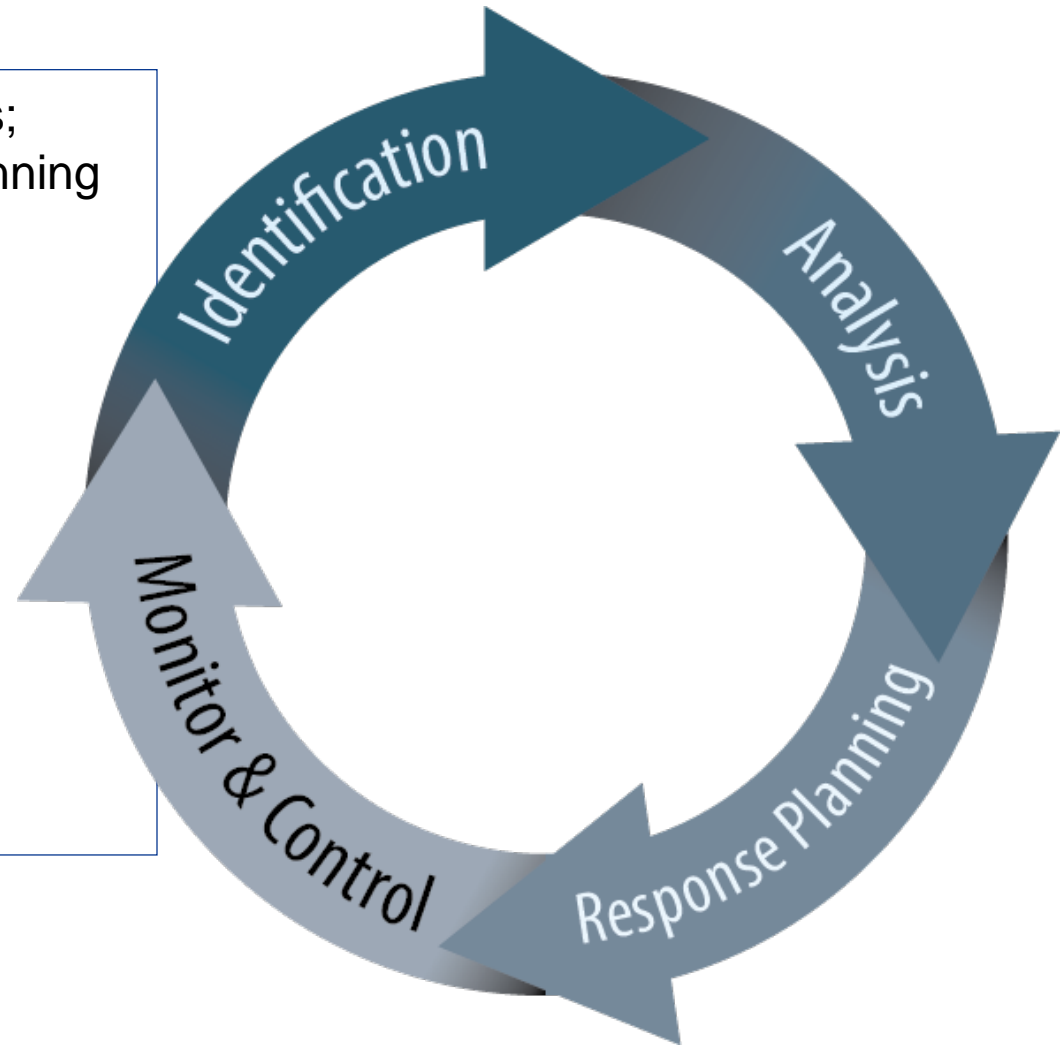 s;
nning
Identification
Analysis
Response Planning
Monitor & Control